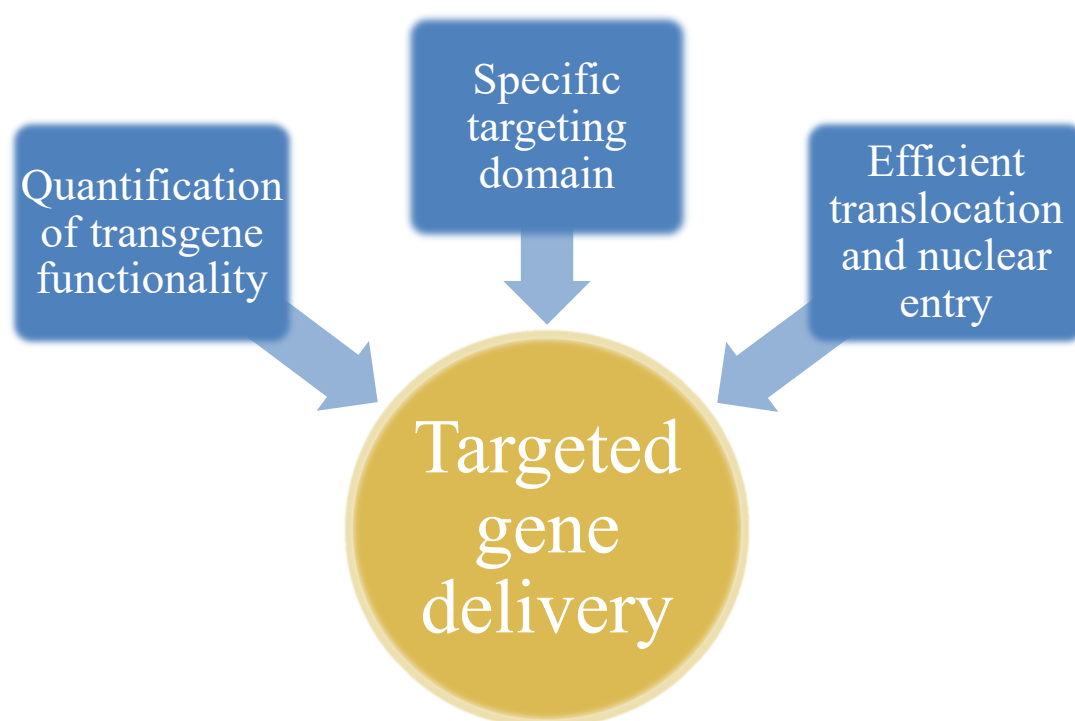 Quantification
of transgene
functionality
Specific
targeting
domain
Efficient
translocation
and nuclear
entry
Targeted
gene
delivery